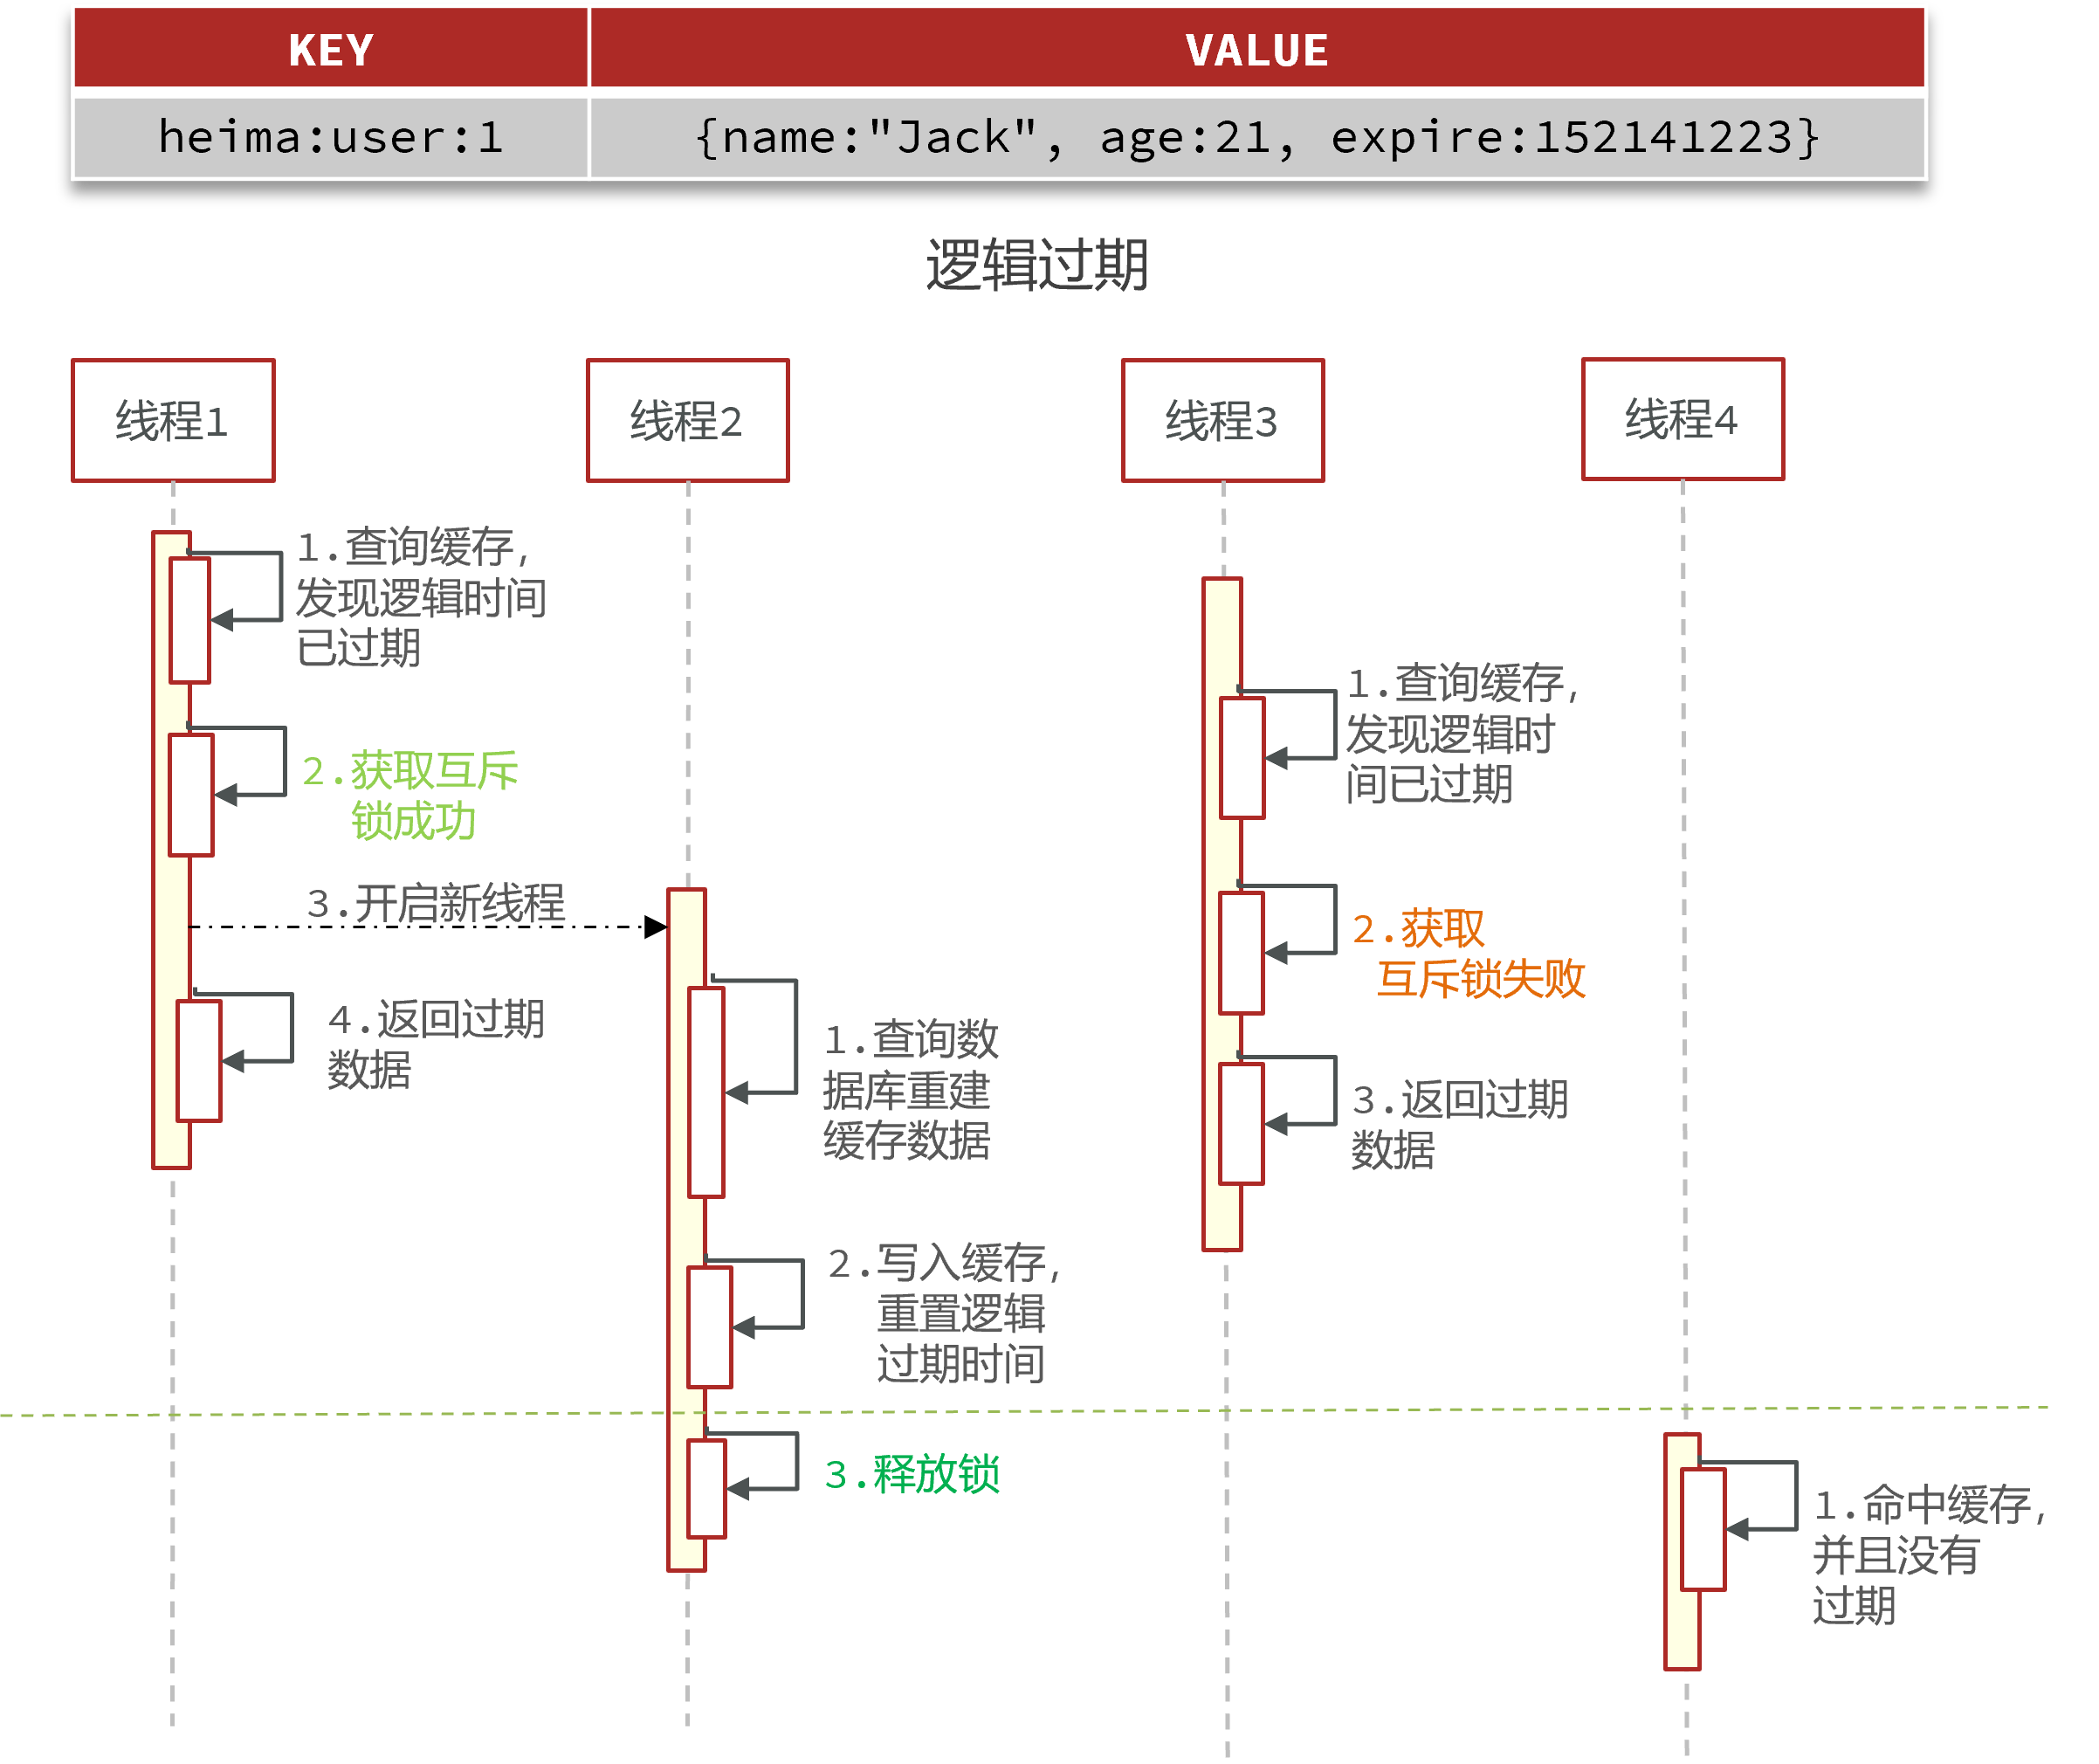 KEY
VALUE
heima:user:1
{name:"Jack", age:21, expire:152141223}
逻辑过期
线程1
线程2
线程3
线程4
1.查询缓存，
发现逻辑时间
已过期
2.获取互斥
锁成功
3.开启新线程
4.返回过期
数据
1.查询数
据库重建
缓存数据
2.写入缓存，
重置逻辑
过期时间
3.释放锁
1.查询缓存，
发现逻辑时
间已过期
2.获取
互斥锁失败
3.返回过期
数据
1.命中缓存，
并且没有
过期